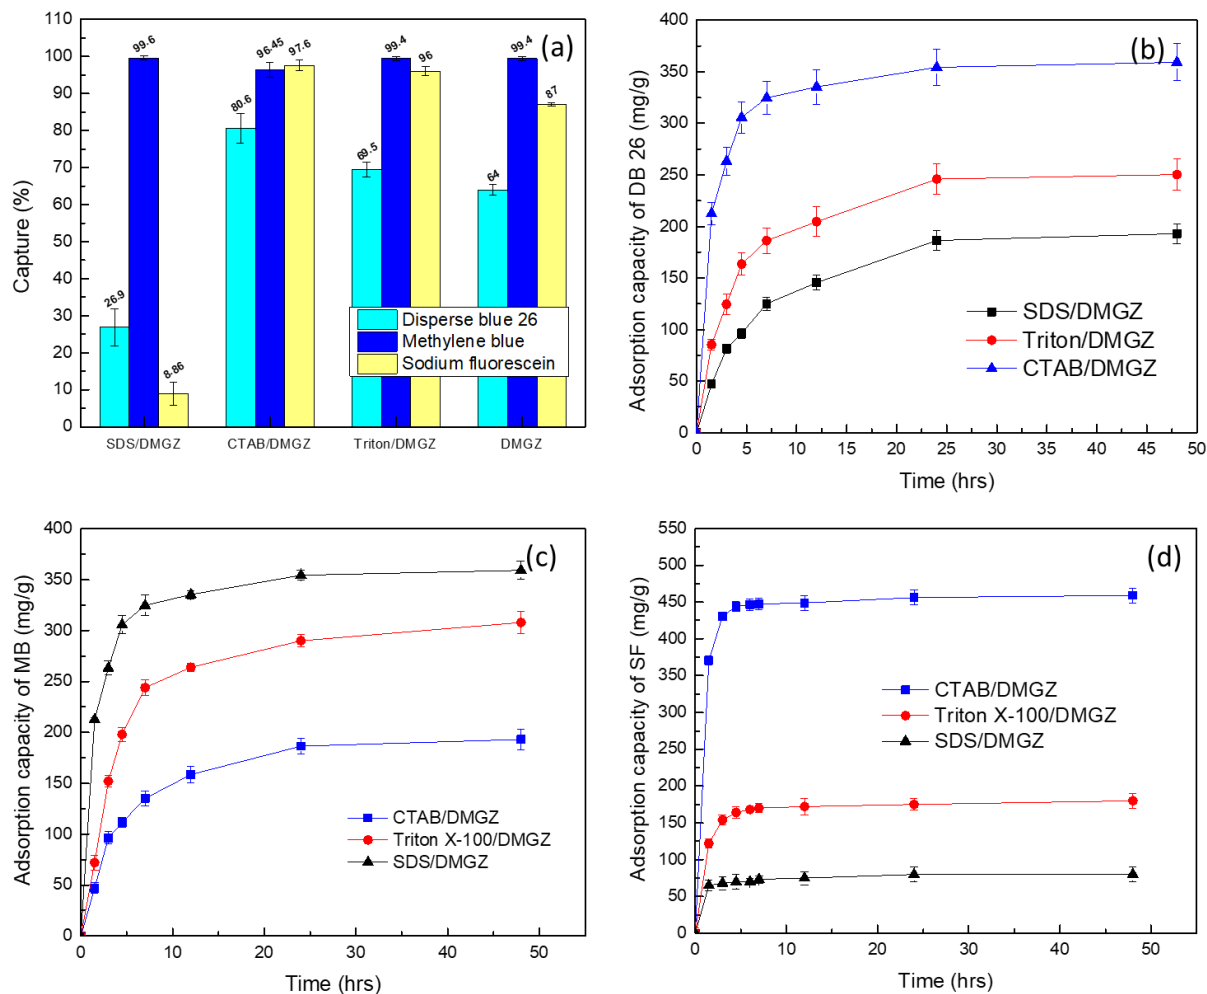 (a)
Capture (%)
110
100
90
80
70
60
50
40
30
20
10
0
26.9
99.6
8-86
80.6
96-45
97.6
69.5
99.4
96
64
99.4
87
Disperse blue 26
Methylene blue
Sodium fluorescein
SDS/DMGZ CTAB/DMGZ Triton/DMGZ DMGZ
(b)
Adsorption capacity of DB 26 (mg/g)
400
350
300
250
200
150
100
50
0
SDS/DMGZ
Triton/DMGZ
CTAB/DMGZ
0 5 10 15 20 25 30 35 40 45 50
Time (hrs)
(c)
Adsorption capacity of MB (mg/g)
400
350
300
250
200
150
100
50
0
CTAB/DMGZ
Triton X-100/DMGZ
SDS/DMGZ
0 10 20 30 40 50
Time (hrs)
(d)
Adsorption capacity of SF (mg/g)
550
500
450
400
350
300
250
200
150
100
50
0
CTAB/DMGZ
Triton X-100/DMGZ
SDS/DMGZ
0 10 20 30 40 50
Time (hrs)